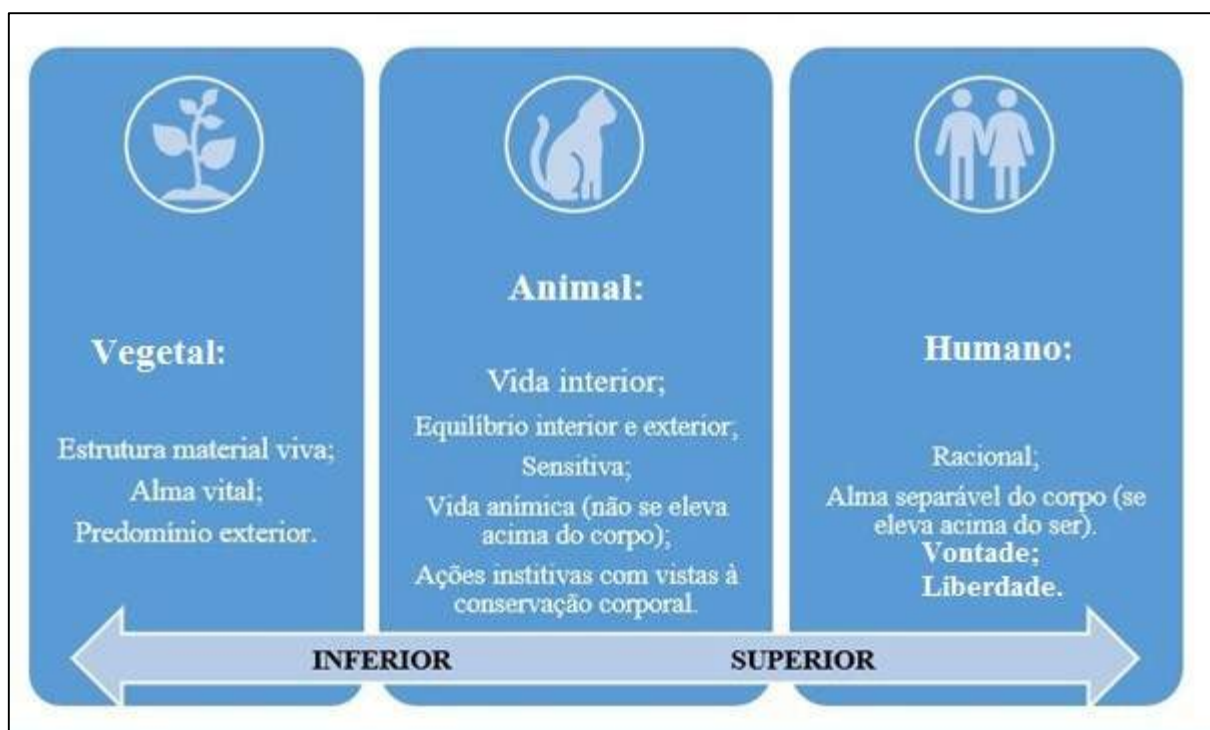 Vegetal:
Estrutura material viva;
Alma vital;
Predomínio exterior.
Animal:
Vida interior;
Equilíbrio interior e exterior;
Sensitiva;
Vida anímica (não se eleva
acima do corpo);
Ações institivas com vistas à
conservação corporal.
Humano:
Racional;
Alma separável do corpo (se
eleva acima do ser).
Vontade;
Liberdade.
INFERIOR
SUPERIOR